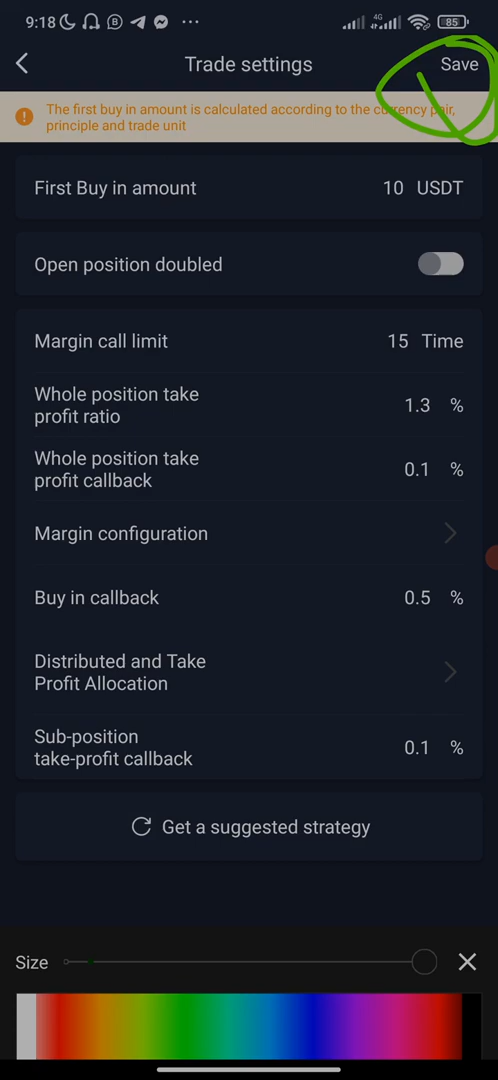 9:18
4G
85
Trade settings
Save
The first buy in amount is calculated according to the currency pair,
principle and trade unit
First Buy in amount
10 USDT
Open position doubled
Margin call limit
15 Time
Whole position take
profit ratio
1.3 %
Whole position take
profit callback
0.1 %
Margin configuration
Buy in callback
0.5 %
Distributed and Take
Profit Allocation
Sub-position
take-profit callback
0.1 %
Get a suggested strategy
Size